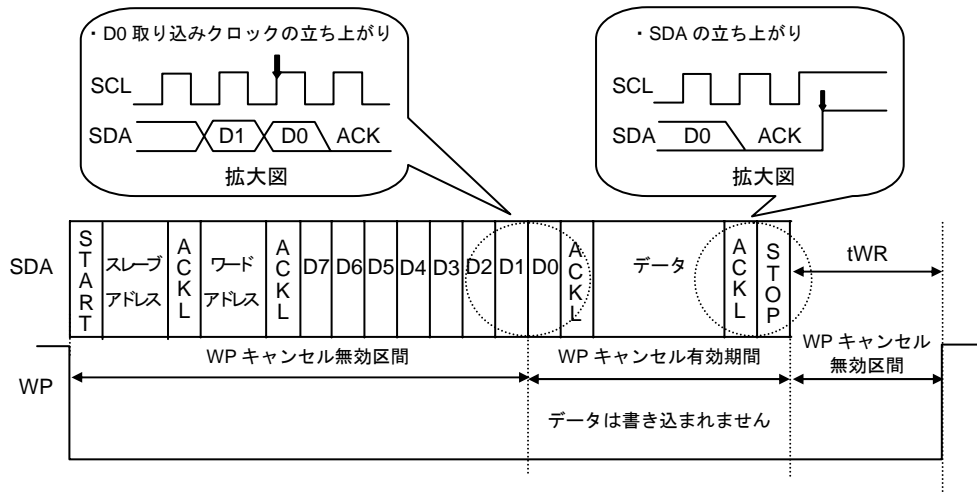 ・D0 取り込みクロックの立ち上がり
SCL
SDA D1 D0 ACK
拡大図
・SDA の立ち上がり
SCL
SDA D0 ACK
拡大図
SDA START スレーブアドレス ACKL ワードアドレス ACKL D7 D6 D5 D4 D3 D2 D1 D0 ACKL データ ACKL STOP tWR
WP キャンセル無効区間
WP キャンセル有効期間
WP キャンセル
無効区間
WP
データは書き込まれません